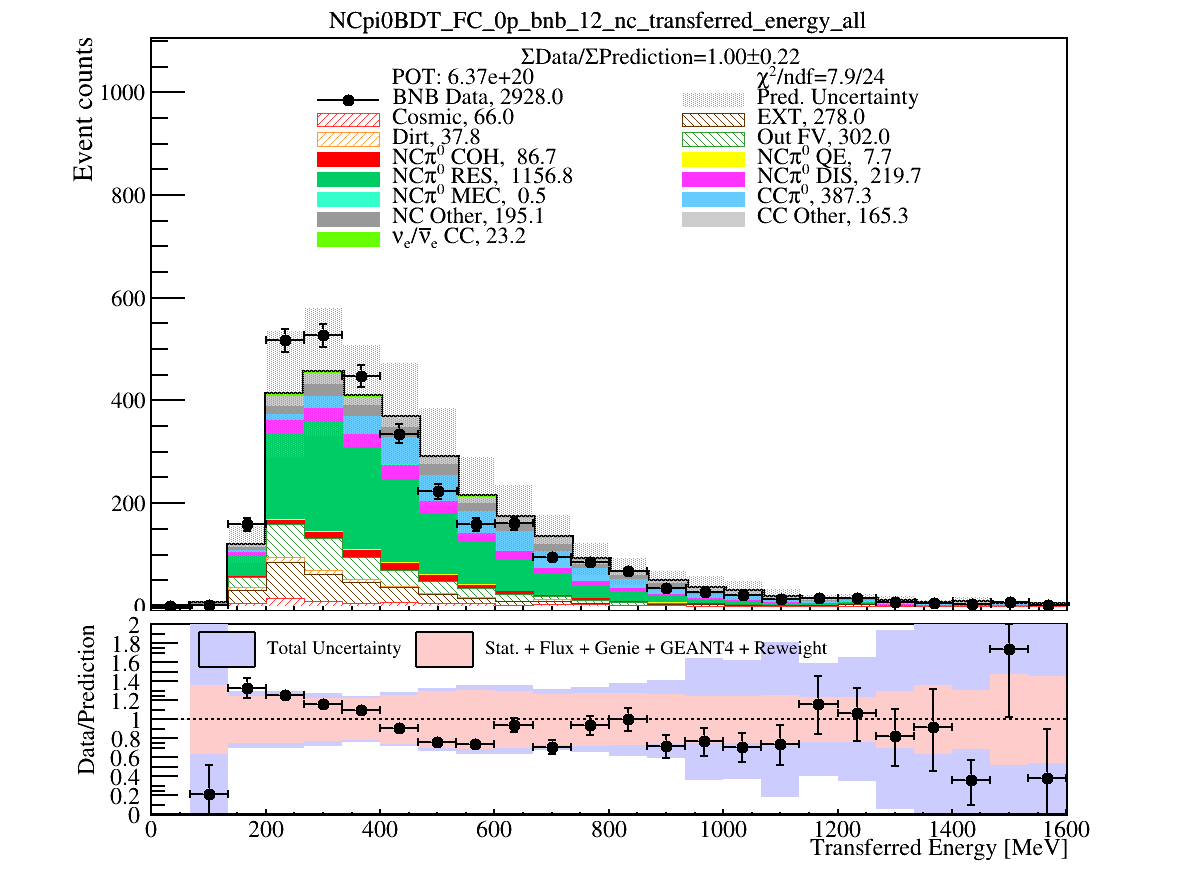 NCpi0BDT_FC_0p_bnb_12_nc_transferred_energy_all
ΣData/ΣPrediction=1.00±0.22
POT: 6.37e+20
χ²/ndf=7.9/24
BNB Data, 2928.0
Pred. Uncertainty
Cosmic, 66.0
EXT, 278.0
Dirt, 37.8
Out FV, 302.0
NCπ⁰ COH, 86.7
NCπ⁰ QE, 7.7
NCπ⁰ RES, 1156.8
NCπ⁰ DIS, 219.7
NCπ⁰ MEC, 0.5
CCπ⁰, 387.3
NC Other, 195.1
CC Other, 165.3
νₑ/ν̅ₑ CC, 23.2
Event counts
1000
800
600
400
200
0
Data/Prediction
2
1.8
1.6
1.4
1.2
1
0.8
0.6
0.4
0.2
0
Total Uncertainty
Stat. + Flux + Genie + GEANT4 + Reweight
0 200 400 600 800 1000 1200 1400 1600
Transferred Energy [MeV]